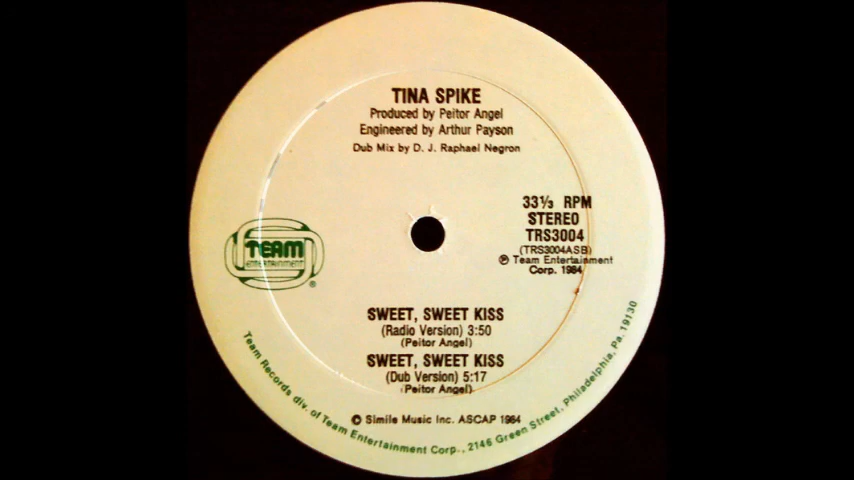 TINA SPIKE
Produced by Peitor Angel
Engineered by Arthur Payson
Dub Mix by D. J. Raphael Negron
33⅓ RPM
STEREO
TRS3004
(TRS3004ASB)
℗ Team Entertainment
Corp. 1984
TEAM
ENTERTAINMENT
®
SWEET, SWEET KISS
(Radio Version) 3:50
(Peitor Angel)
SWEET, SWEET KISS
(Dub Version) 5:17
(Peitor Angel)
© Simile Music Inc. ASCAP 1984
Team Records div. of Team Entertainment Corp., 2146 Green Street, Philadelphia, Pa. 19130